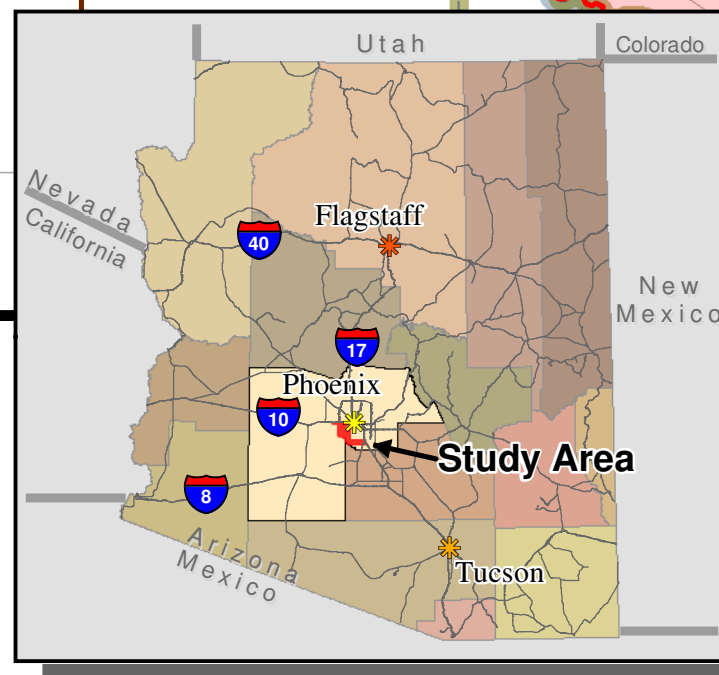 Utah
Colorado
Nevada
California
Flagstaff
40
New
Mexico
17
Phoenix
10
Study Area
8
Arizona
Mexico
Tucson